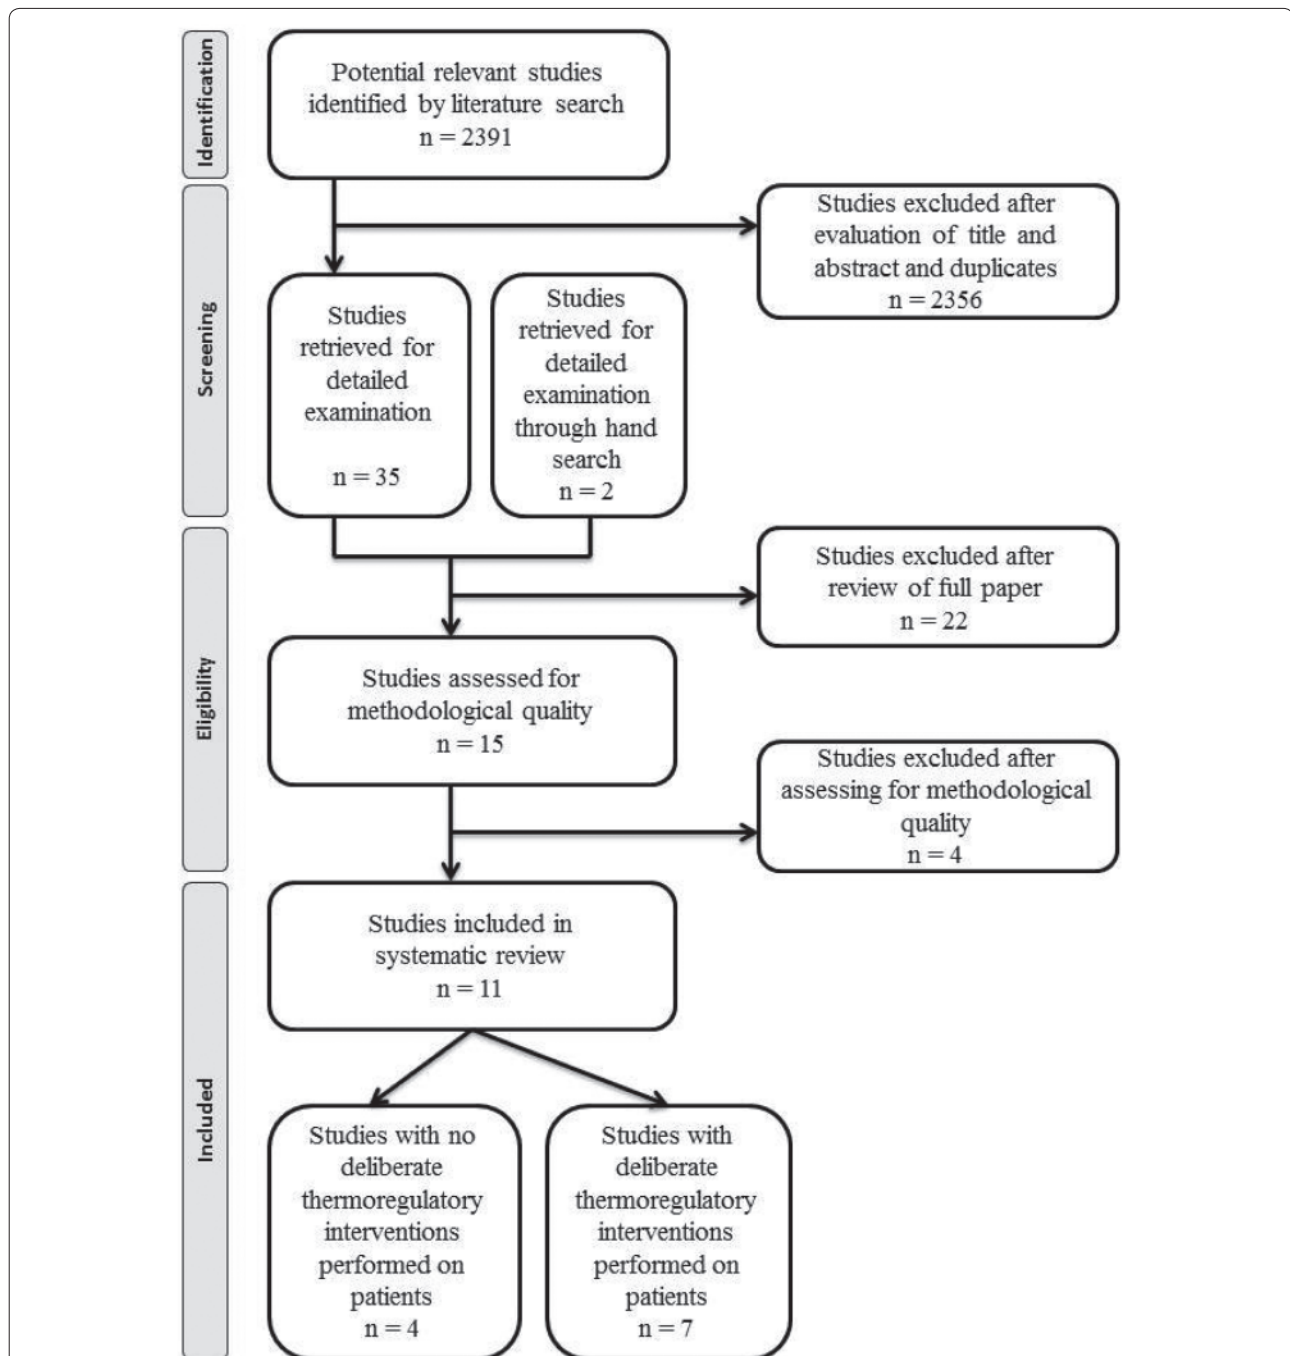 Identification
Potential relevant studies
identified by literature search
n = 2391
Screening
Studies excluded after
evaluation of title and
abstract and duplicates
n = 2356
Studies
retrieved for
detailed
examination
n = 35
Studies
retrieved for
detailed
examination
through hand
search
n = 2
Eligibility
Studies excluded after
review of full paper
n = 22
Studies assessed for
methodological quality
n = 15
Studies excluded after
assessing for methodological
quality
n = 4
Included
Studies included in
systematic review
n = 11
Studies with no
deliberate
thermoregulatory
interventions
performed on
patients
n = 4
Studies with
deliberate
thermoregulatory
interventions
performed on
patients
n = 7